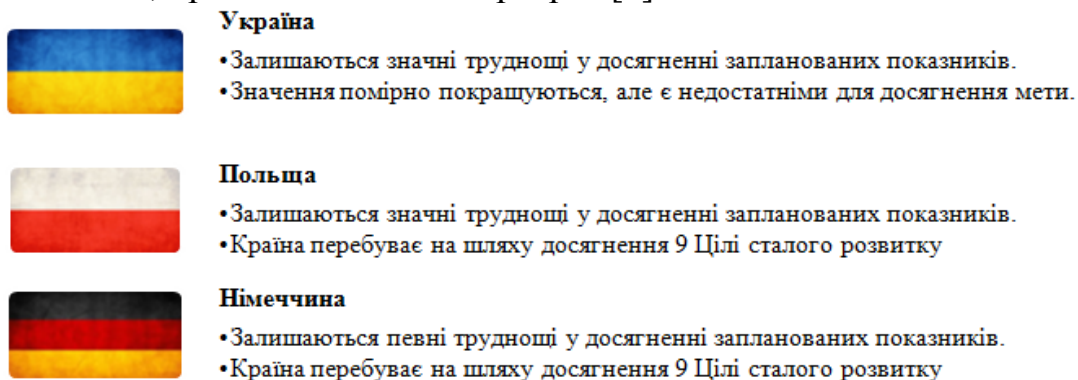 Україна
•Залишаються значні труднощі у досягненні запланованих показників.
•Значення помірно покращуються, але є недостатніми для досягнення мети.
Польща
•Залишаються значні труднощі у досягненні запланованих показників.
•Країна перебуває на шляху досягнення 9 Цілі сталого розвитку
Німеччина
•Залишаються певні труднощі у досягненні запланованих показників.
•Країна перебуває на шляху досягнення 9 Цілі сталого розвитку